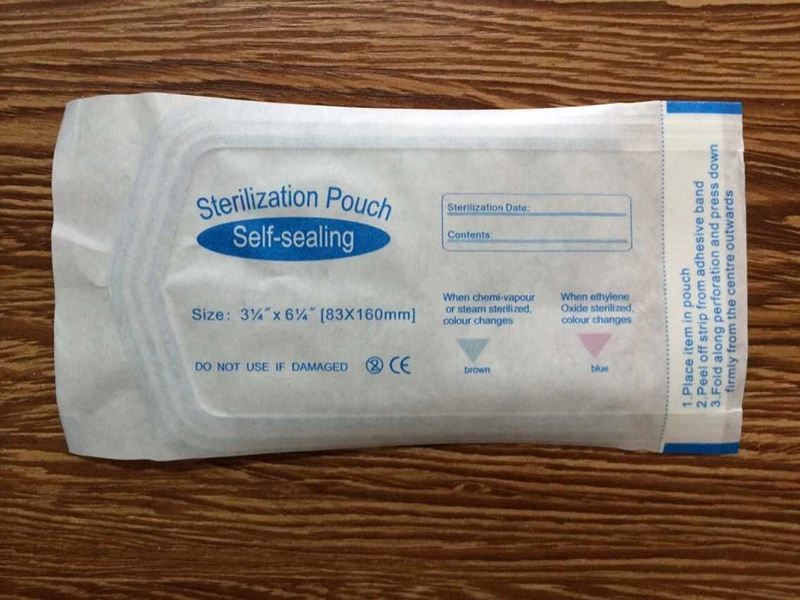 Sterilization Pouch
Self-sealing
Size: 3¼″ x 6¼″ [83X160mm]
DO NOT USE IF DAMAGED 2 CE
Sterilization Date:
Contents:
When chemi-vapour
or steam sterilized,
colour changes
brown
When ethylene
Oxide sterilized,
colour changes
blue
1.Place item in pouch
2.Peel off strip from adhesive band
3.Fold along perforation and press down
firmly from the centre outwards